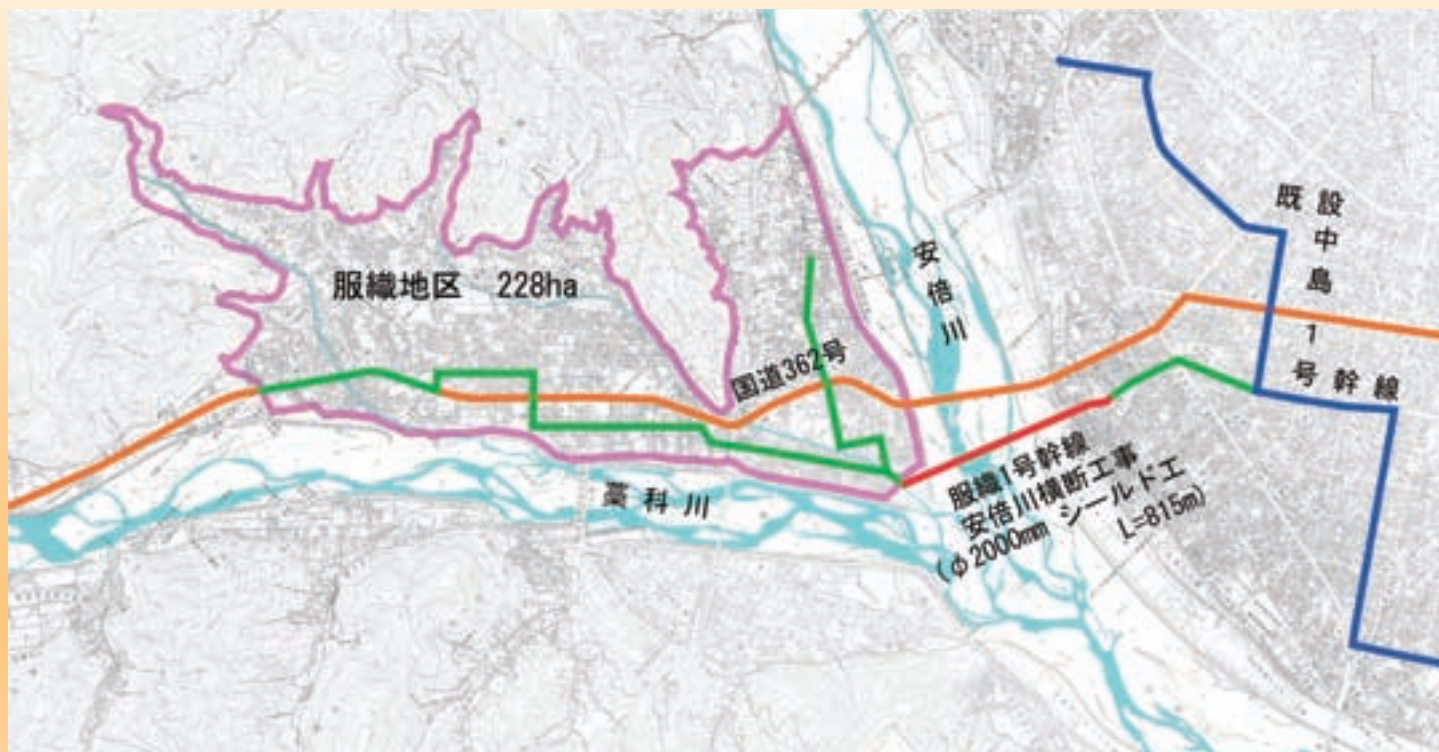 服織地区 228ha
国道362号
安倍川
既設中島1号幹線
藁科川
服織1号幹線
安倍川横断工事
(φ2000mm シールド工
L=815m)